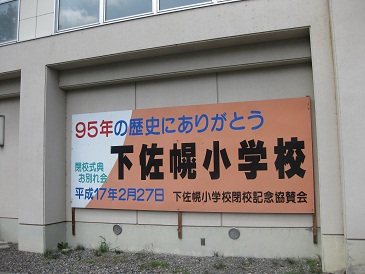 95年の歴史にありがとう
下佐幌小学校
閉校式典
お別れ会
平成17年2月27日
下佐幌小学校閉校記念協賛会